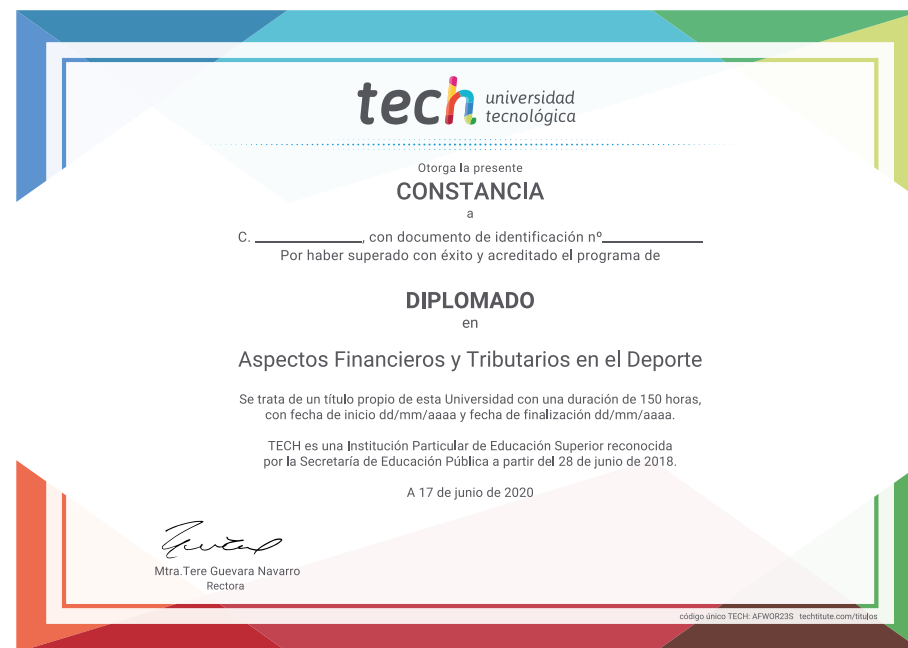 tech universidad
tecnológica
Otorga la presente
CONSTANCIA
a
C. ____________, con documento de identificación nº____________
Por haber superado con éxito y acreditado el programa de
DIPLOMADO
en
Aspectos Financieros y Tributarios en el Deporte
Se trata de un título propio de esta Universidad con una duración de 150 horas,
con fecha de inicio dd/mm/aaaa y fecha de finalización dd/mm/aaaa.
TECH es una Institución Particular de Educación Superior reconocida
por la Secretaría de Educación Pública a partir del 28 de junio de 2018.
A 17 de junio de 2020
Mtra.Tere Guevara Navarro
Rectora
código único TECH: AFWOR23S techtitute.com/titulos